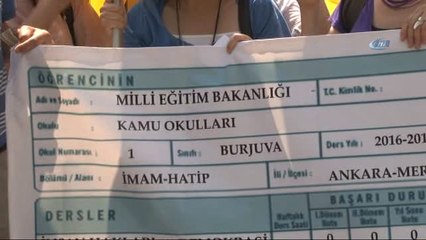 ÖĞRENCİNİN
Adı ve Soyadı : MİLLİ EĞİTİM BAKANLIĞI T.C. Kimlik No. :
Okulu : KAMU OKULLARI
Okul Numarası : 1 Sınıfı : BURJUVA Ders Yılı : 2016-201
Bölümü / Alanı : İMAM-HATİP İli / İlçesi : ANKARA-MER
DERSLER
Haftalık Ders Saati
BAŞARI DURU
I.Dönem Notu
II.Dönem Notu
Yıl Sonu Notu